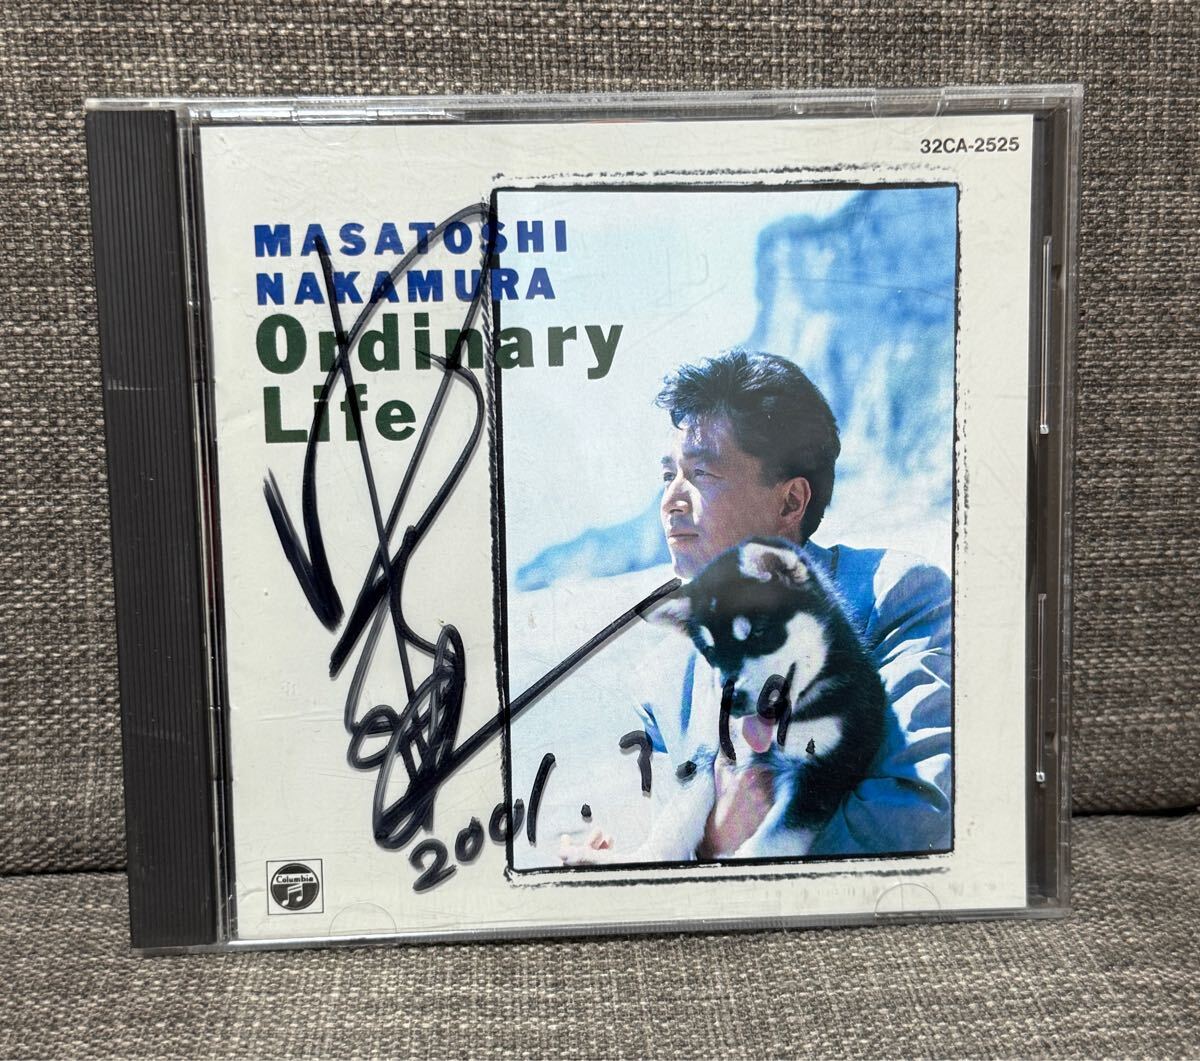 32CA-2525
MASATOSHI
NAKAMURA
Ordinary
Life
2001.7.19.
Columbia